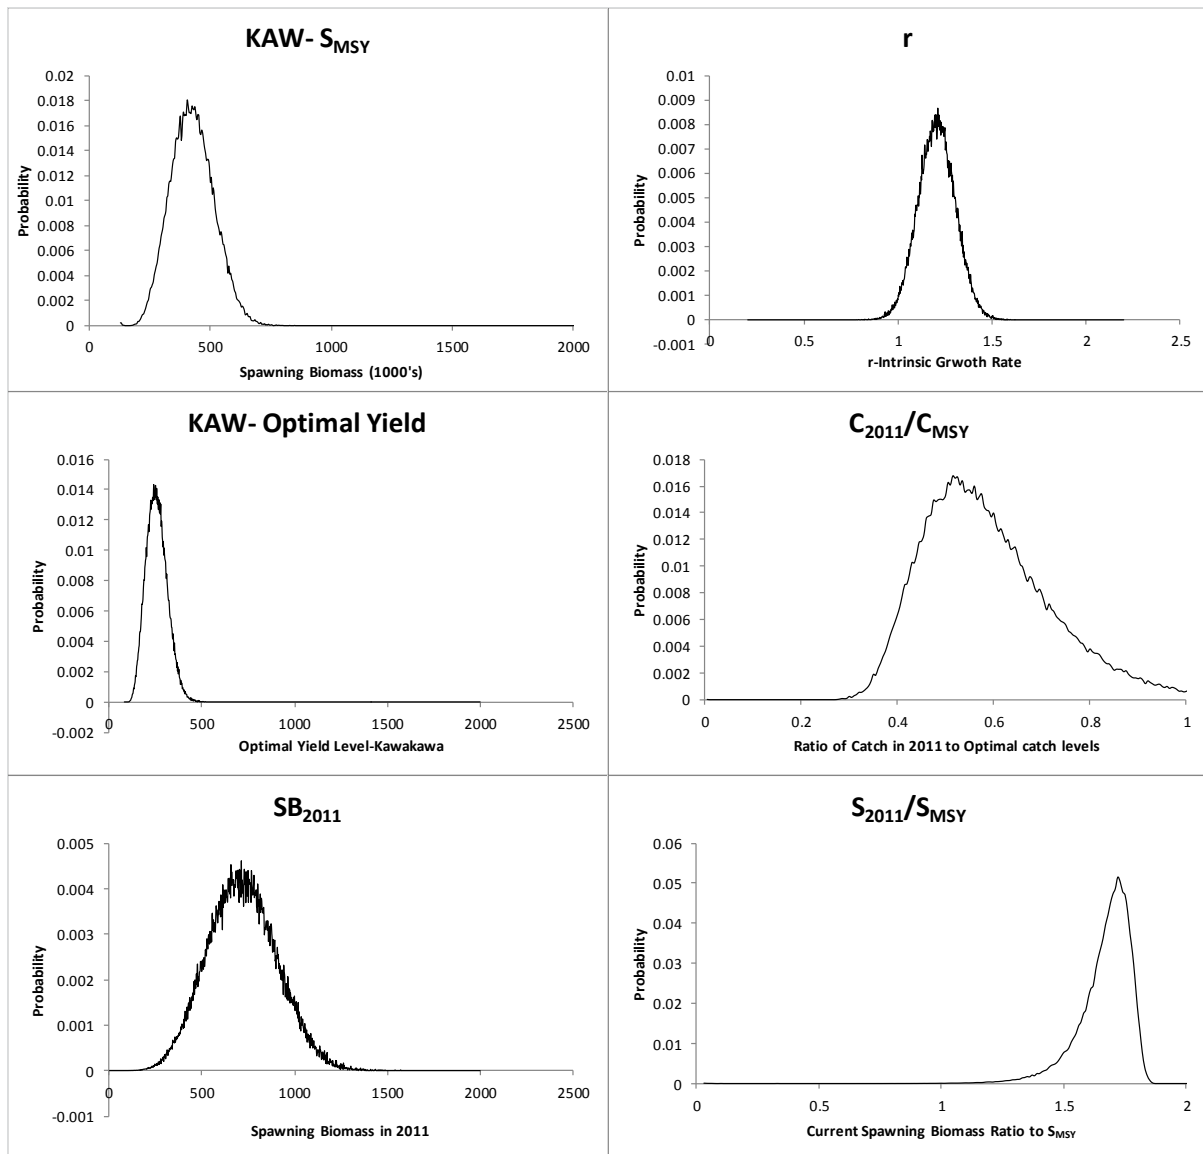 KAW- SMSY
0.02
0.018
0.016
0.014
0.012
0.01
0.008
0.006
0.004
0.002
0
Probability
0 500 1000 1500 2000
Spawning Biomass (1000's)
r
0.01
0.009
0.008
0.007
0.006
0.005
0.004
0.003
0.002
0.001
0
-0.001
Probability
0 0.5 1 1.5 2 2.5
r-Intrinsic Grwoth Rate
KAW- Optimal Yield
0.016
0.014
0.012
0.01
0.008
0.006
0.004
0.002
0
-0.002
Probability
0 500 1000 1500 2000 2500
Optimal Yield Level-Kawakawa
C2011/CMSY
0.018
0.016
0.014
0.012
0.01
0.008
0.006
0.004
0.002
0
Probability
0 0.2 0.4 0.6 0.8 1
Ratio of Catch in 2011 to Optimal catch levels
SB2011
0.005
0.004
0.003
0.002
0.001
0
-0.001
Probability
0 500 1000 1500 2000 2500
Spawning Biomass in 2011
S2011/SMSY
0.06
0.05
0.04
0.03
0.02
0.01
0
Probability
0 0.5 1 1.5 2
Current Spawning Biomass Ratio to SMSY